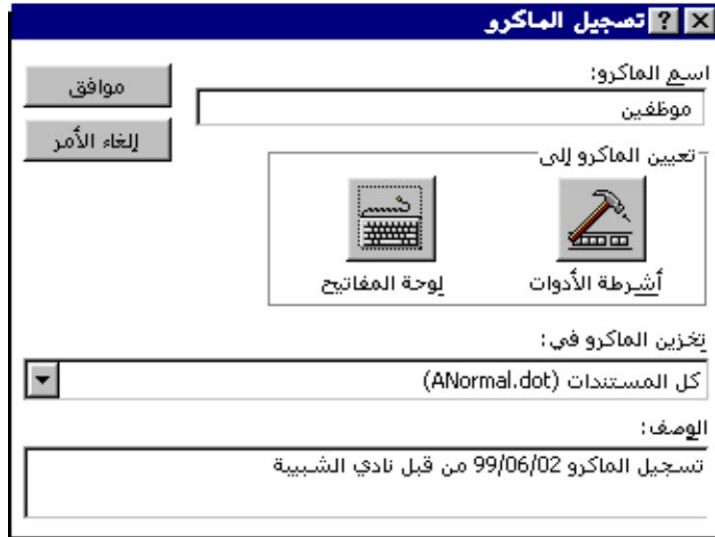 تصجيل الماكرو
اسم الماكرو:
موظفين
موافق
إلغاء الأمر
تعيين الماكرو إلى
أشرطة الأدوات
لوحة المفاتيح
تخزين الماكرو في:
كل المستندات (ANormal.dot)
الوصف:
تسجيل الماكرو 99/06/02 من قبل نادي الشبيبة